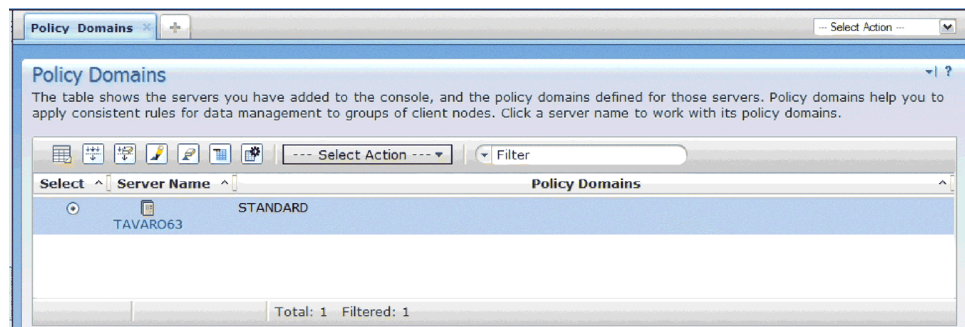 Policy Domains
--- Select Action ---
Policy Domains
?
The table shows the servers you have added to the console, and the policy domains defined for those servers. Policy domains help you to
apply consistent rules for data management to groups of client nodes. Click a server name to work with its policy domains.
--- Select Action ---
Filter
Select Server Name Policy Domains
STANDARD
TAVARO63
Total: 1 Filtered: 1